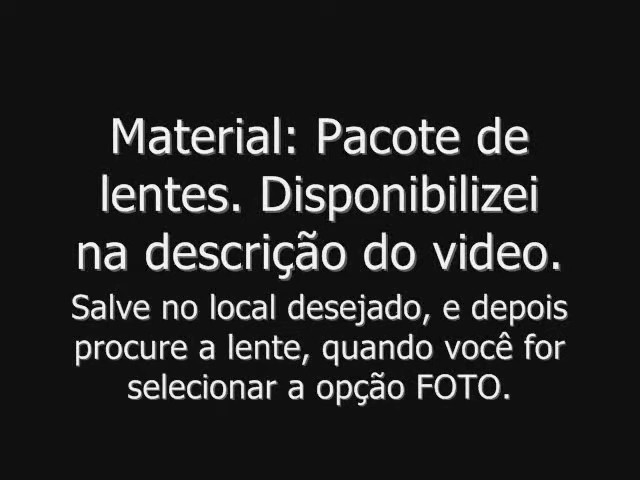 Material: Pacote de
lentes. Disponibilizei
na descrição do video.
Salve no local desejado, e depois
procure a lente, quando você for
selecionar a opção FOTO.